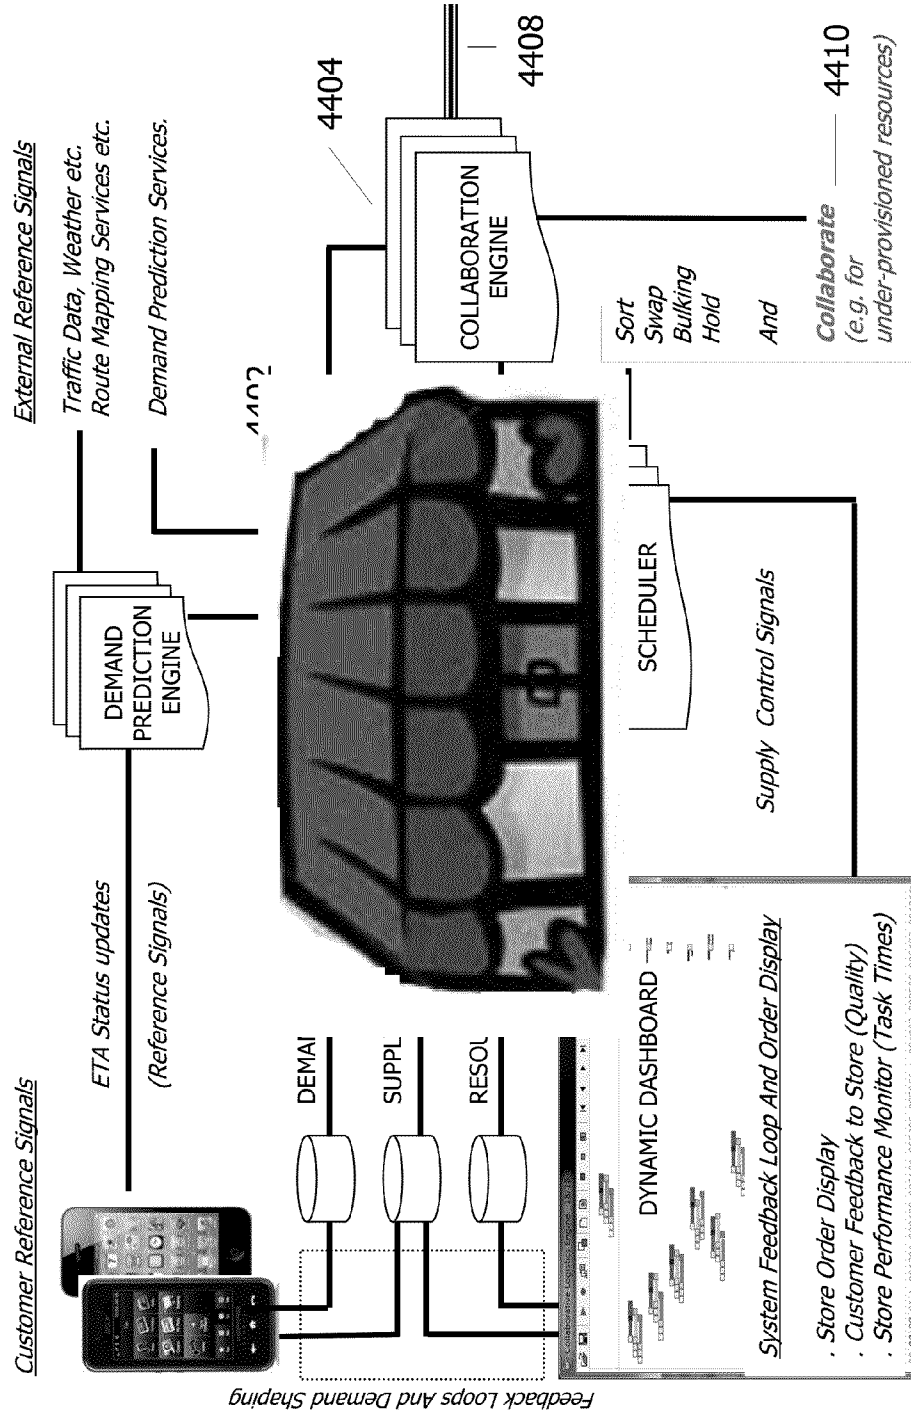 Customer Reference Signals
External Reference Signals
ETA Status updates
(Reference Signals)
DEMAND
PREDICTION
ENGINE
Traffic Data, Weather etc.
Route Mapping Services etc.
Demand Prediction Services.
4402
4404
4408
4410
Feedback Loops And Demand Shaping
DEMAI
SUPPL
RESOU
COLLABORATION
ENGINE
SCHEDULER
Sort
Swap
Bulking
Hold
And
Collaborate
(e.g. for
under-provisioned resources)
Supply Control Signals
DYNAMIC DASHBOARD
System Feedback Loop And Order Display
. Store Order Display
. Customer Feedback to Store (Quality)
. Store Performance Monitor (Task Times)